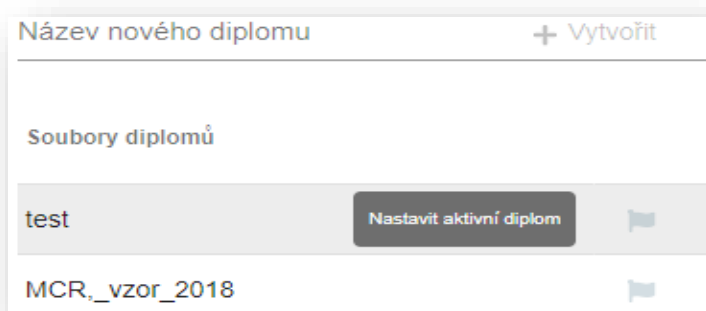 Název nového diplomu + Vytvořit
Soubory diplomů
test Nastavit aktivní diplom
MCR,_vzor_2018